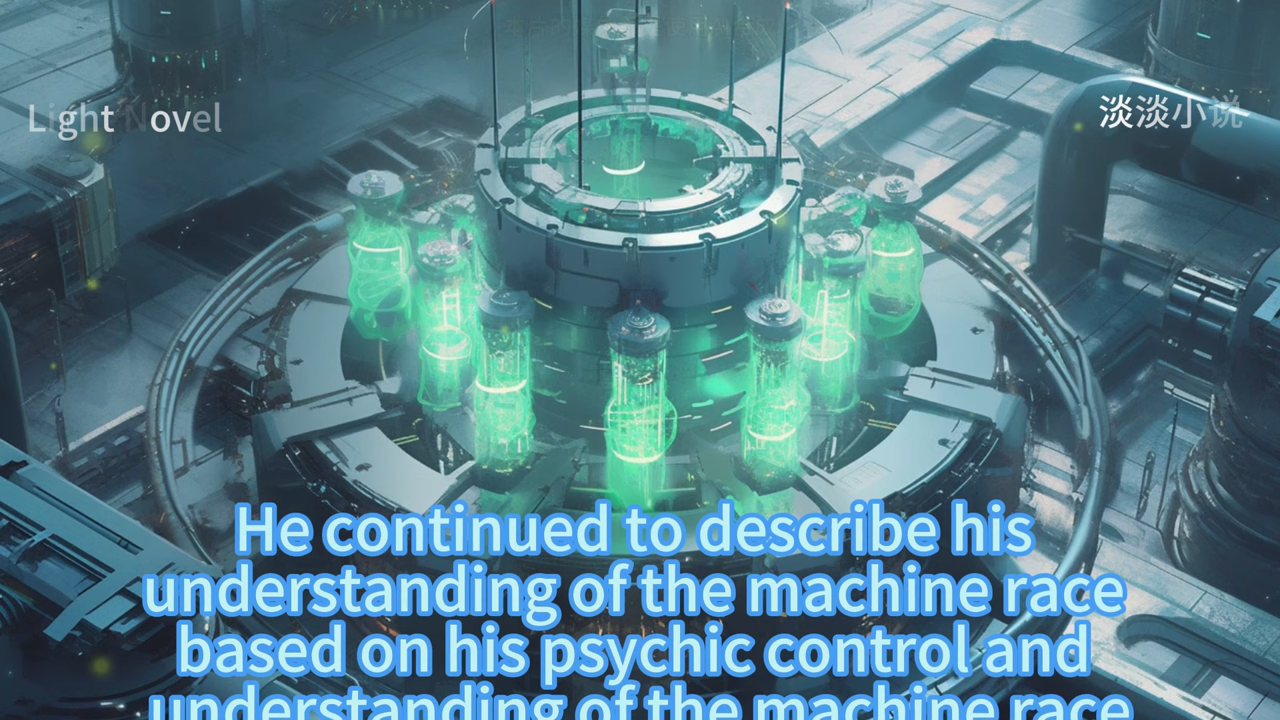 Light Novel
淡淡小说
He continued to describe his
understanding of the machine race
based on his psychic control and
understanding of the machine race